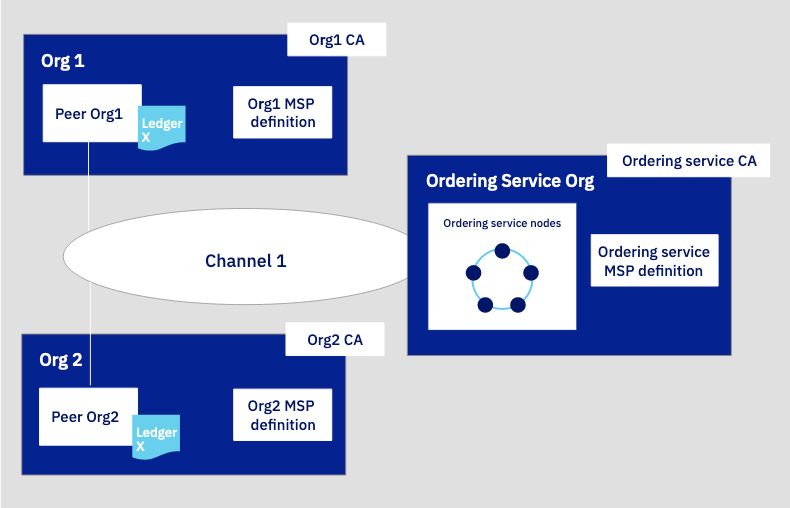 Org1 CA
Org 1
Peer Org1
Ledger
X
Org1 MSP
definition
Ordering service CA
Ordering Service Org
Ordering service nodes
Ordering service
MSP definition
Channel 1
Org2 CA
Org 2
Peer Org2
Ledger
X
Org2 MSP
definition